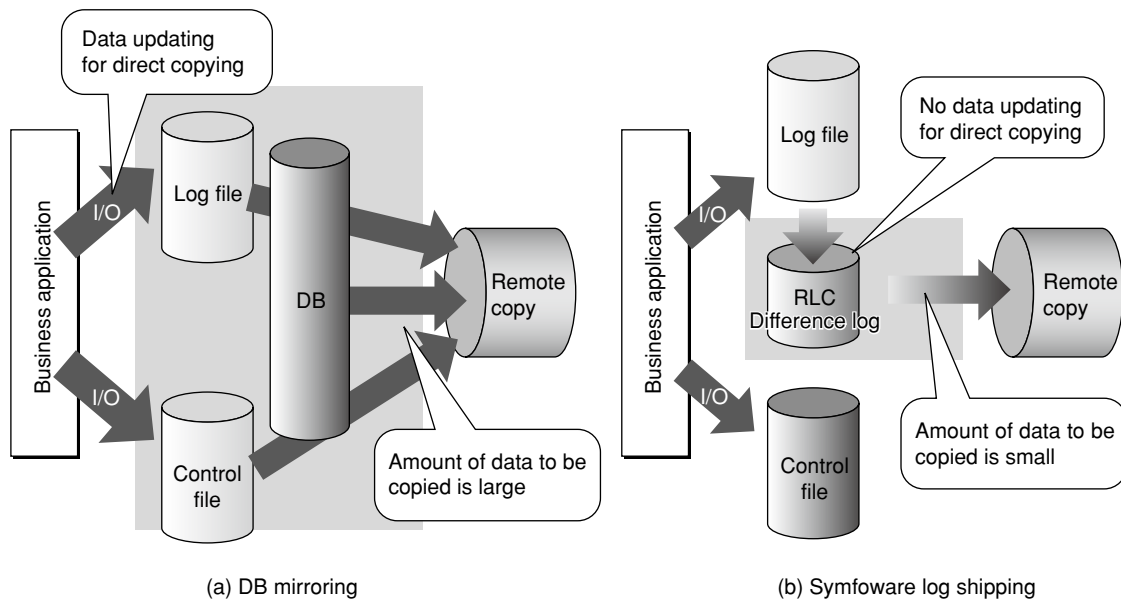 Data updating
for direct copying
Business application
I/O
I/O
Log file
DB
Control
file
Remote
copy
Amount of data to be
copied is large
(a) DB mirroring
Business application
I/O
I/O
Log file
No data updating
for direct copying
RLC
Difference log
Remote
copy
Control
file
Amount of data to be
copied is small
(b) Symfoware log shipping